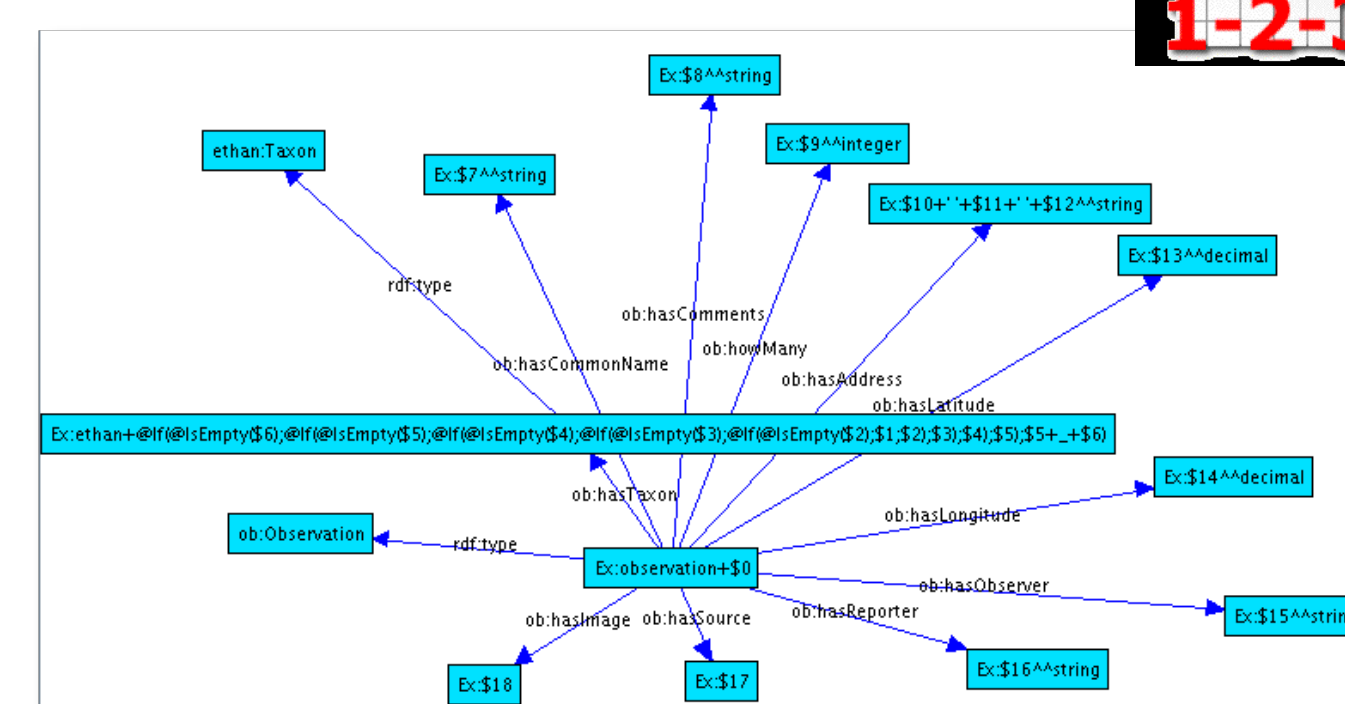 1-2-3
Ex:$8^^string
ethan:Taxon
Ex:$9^^integer
Ex:$7^^string
Ex:$10+' '+$11+' '+$12^^string
Ex:$13^^decimal
rdf:type
ob:hasComments
ob:howMany
ob:hasCommonName
ob:hasAddress
ob:hasLatitude
Ex:ethan+@If(@IsEmpty($6);@If(@IsEmpty($5);@If(@IsEmpty($4);@If(@IsEmpty($3);@If(@IsEmpty($2);$1;$2);$3);$4);$5);$5+_+$6)
Ex:$14^^decimal
ob:hasTaxon
ob:hasLongitude
ob:Observation
rdf:type
Ex:observation+$0
ob:hasObserver
ob:hasImage
ob:hasSource
ob:hasReporter
Ex:$15^^strin
Ex:$16^^string
Ex:$18
Ex:$17